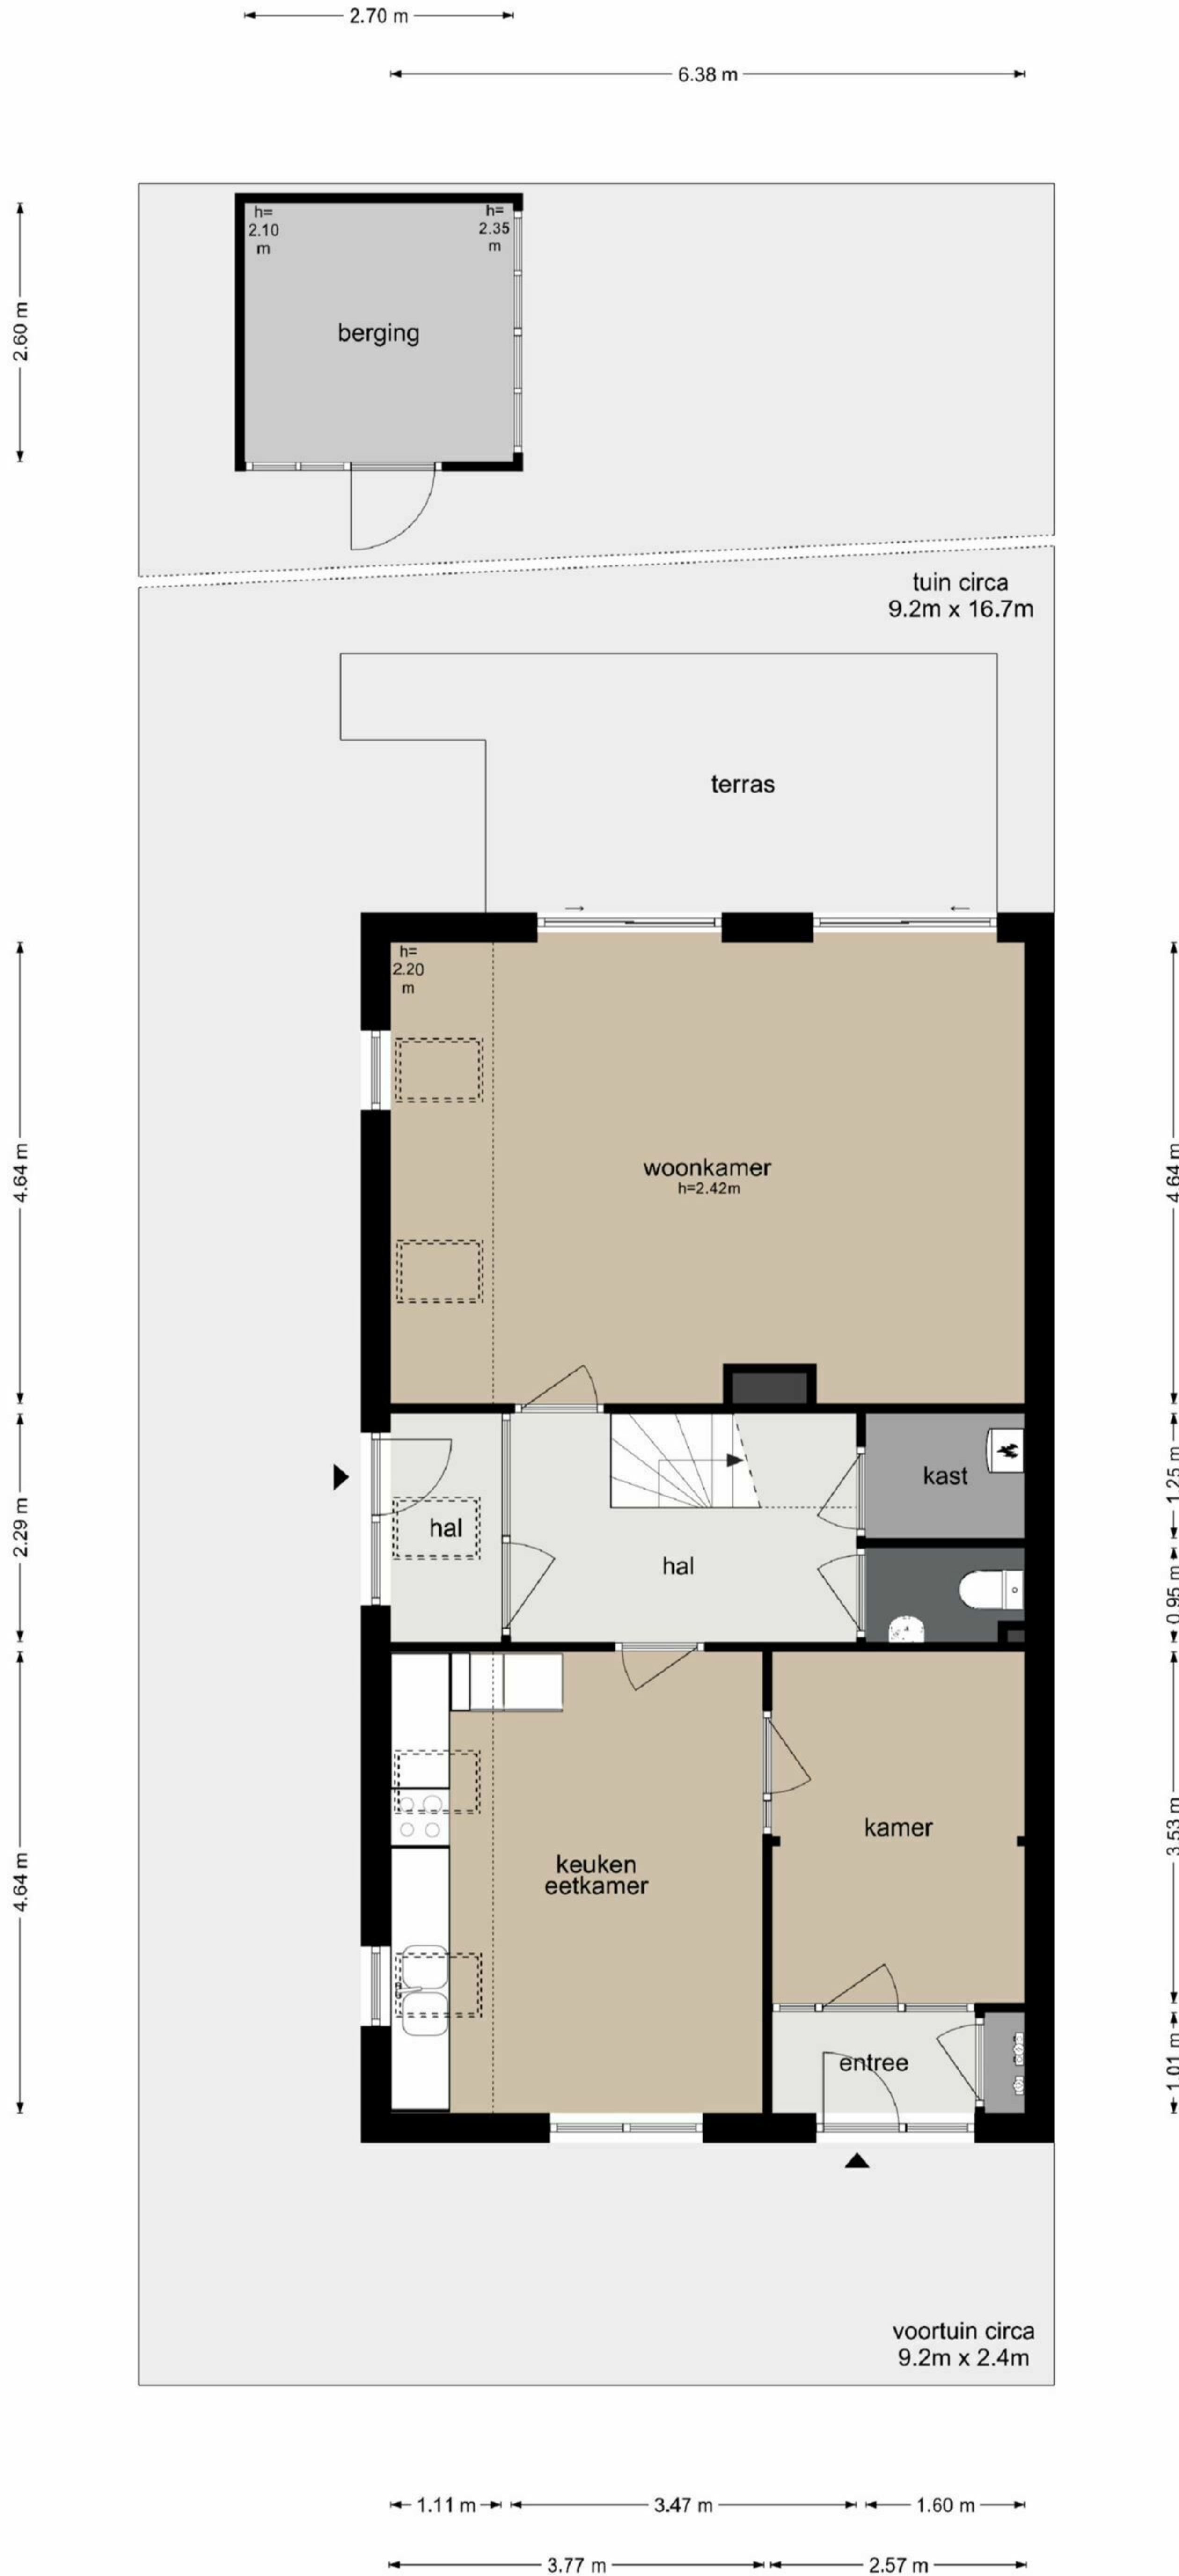 2.70 m
6.38 m
h=
2.10
m
h=
2.35
m
2.60 m
berging
tuin circa
9.2m x 16.7m
terras
h=
2.20
m
4.64 m
4.64 m
woonkamer
h=2.42m
2.29 m
1.25 m
kast
hal
hal
0.95 m
4.64 m
3.53 m
kamer
keuken
eetkamer
1.01 m
entree
voortuin circa
9.2m x 2.4m
1.11 m
3.47 m
1.60 m
3.77 m
2.57 m